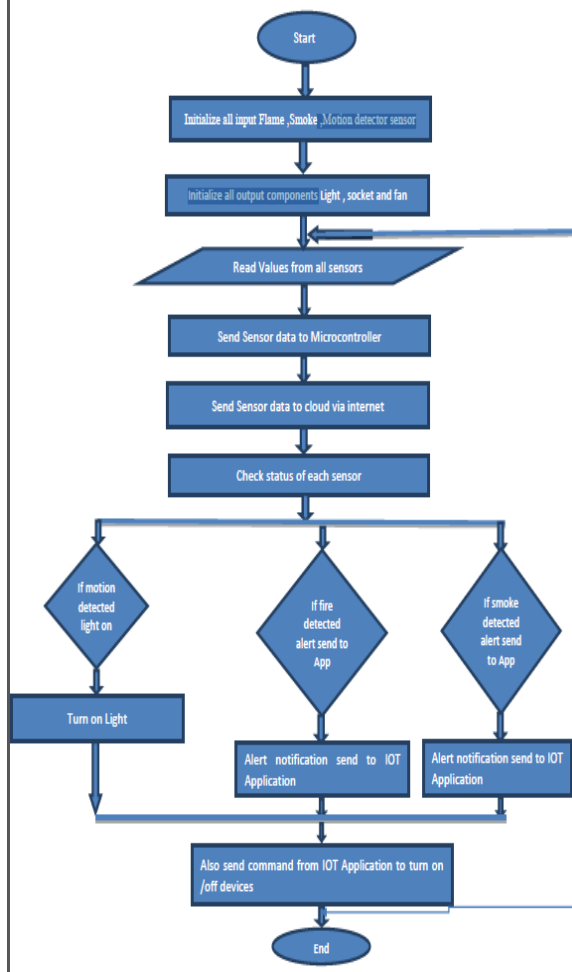 Start
Initialize all input Flame ,Smoke ,Motion detector sensor
Initialize all output components Light , socket and fan
Read Values from all sensors
Send Sensor data to Microcontroller
Send Sensor data to cloud via internet
Check status of each sensor
If motion
detected
light on
If fire
detected
alert send to
App
If smoke
detected
alert send
to App
Turn on Light
Alert notification send to IOT
Application
Alert notification send to IOT
Application
Also send command from IOT Application to turn on
/off devices
End